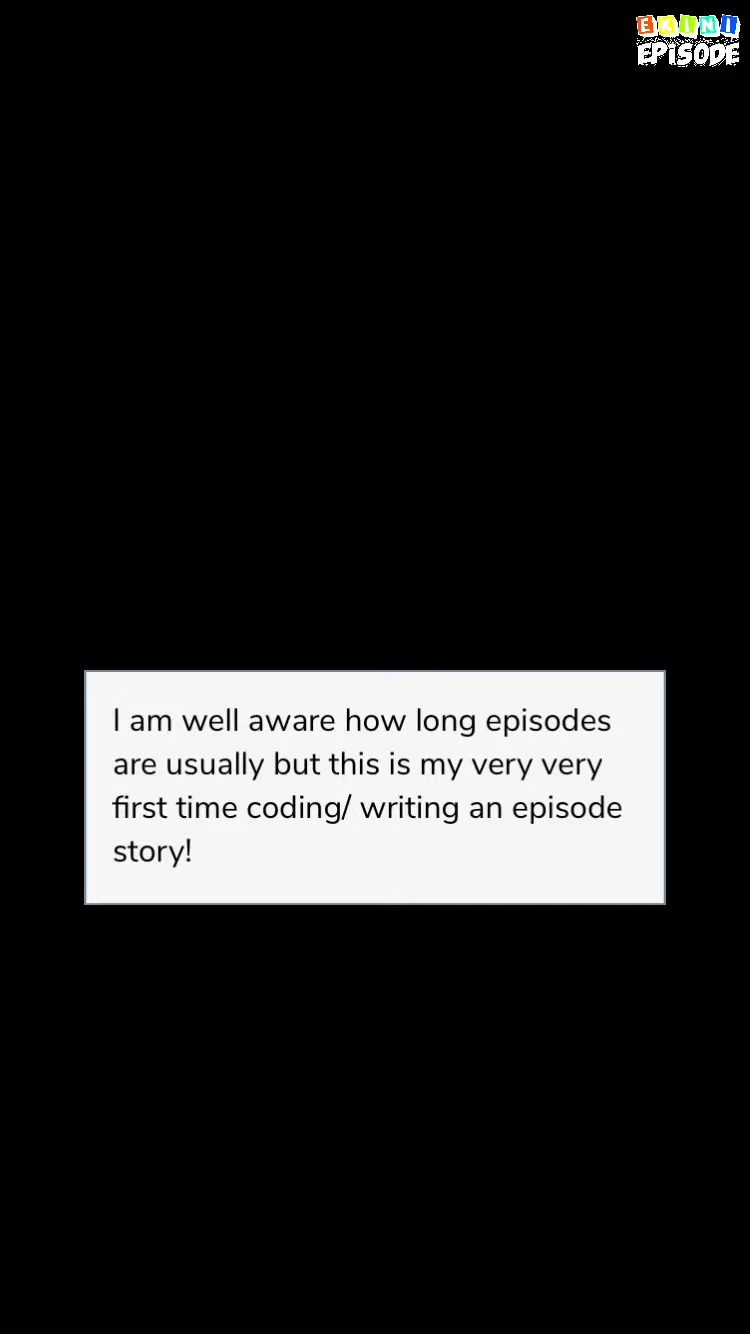 EKINI
EPISODE
I am well aware how long episodes
are usually but this is my very very
first time coding/ writing an episode
story!